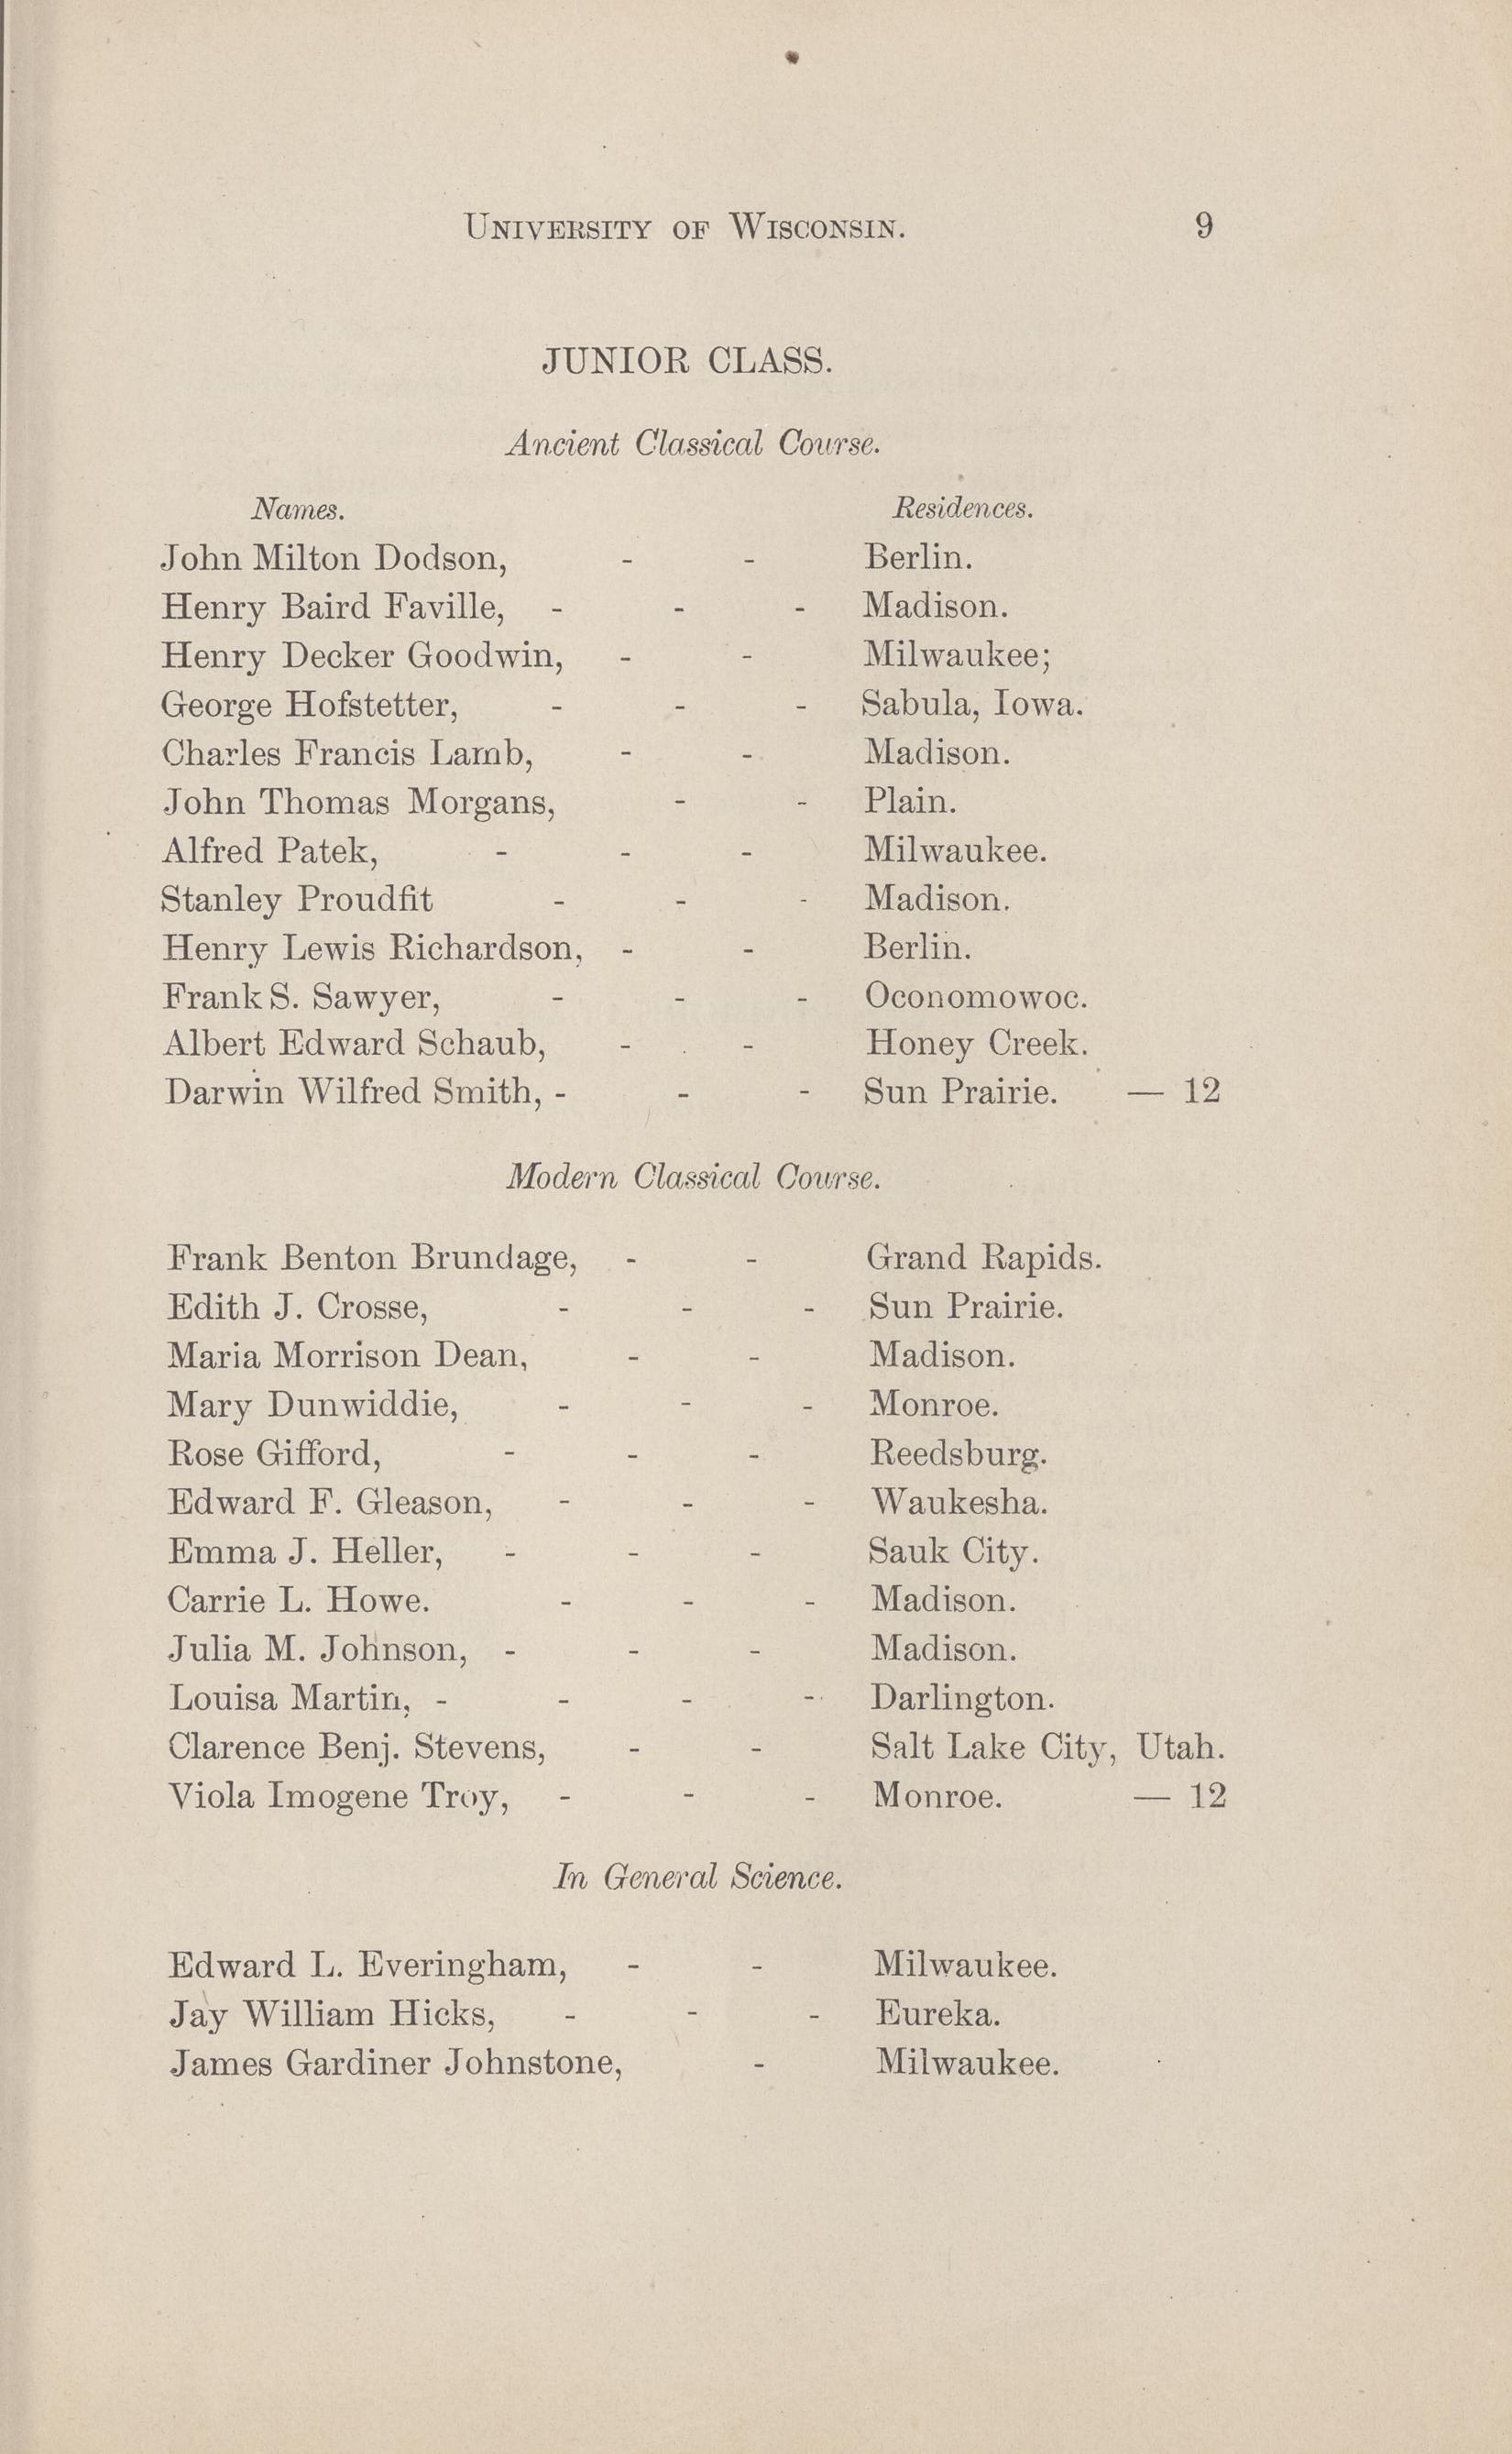 UNIVERSITY OF WISCONSIN. 9
JUNIOR CLASS.
Ancient Classical Course.
Names. Residences.
John Milton Dodson, - - Berlin.
Henry Baird Faville, - - - Madison.
Henry Decker Goodwin, - - Milwaukee;
George Hofstetter, - - - Sabula, Iowa.
Charles Francis Lamb, - - Madison.
John Thomas Morgans, - - Plain.
Alfred Patek, - - - Milwaukee.
Stanley Proudfit - - - Madison.
Henry Lewis Richardson, - - Berlin.
Frank S. Sawyer, - - - Oconomowoc.
Albert Edward Schaub, - - Honey Creek.
Darwin Wilfred Smith, - - - Sun Prairie. — 12
Modern Classical Course.
Frank Benton Brundage, - - Grand Rapids.
Edith J. Crosse, - - - Sun Prairie.
Maria Morrison Dean, - - Madison.
Mary Dunwiddie, - - - Monroe.
Rose Gifford, - - - Reedsburg.
Edward F. Gleason, - - - Waukesha.
Emma J. Heller, - - - Sauk City.
Carrie L. Howe. - - - Madison.
Julia M. Johnson, - - - Madison.
Louisa Martin, - - - - Darlington.
Clarence Benj. Stevens, - - Salt Lake City, Utah.
Viola Imogene Troy, - - - Monroe. — 12
In General Science.
Edward L. Everingham, - - Milwaukee.
Jay William Hicks, - - - Eureka.
James Gardiner Johnstone, - Milwaukee.